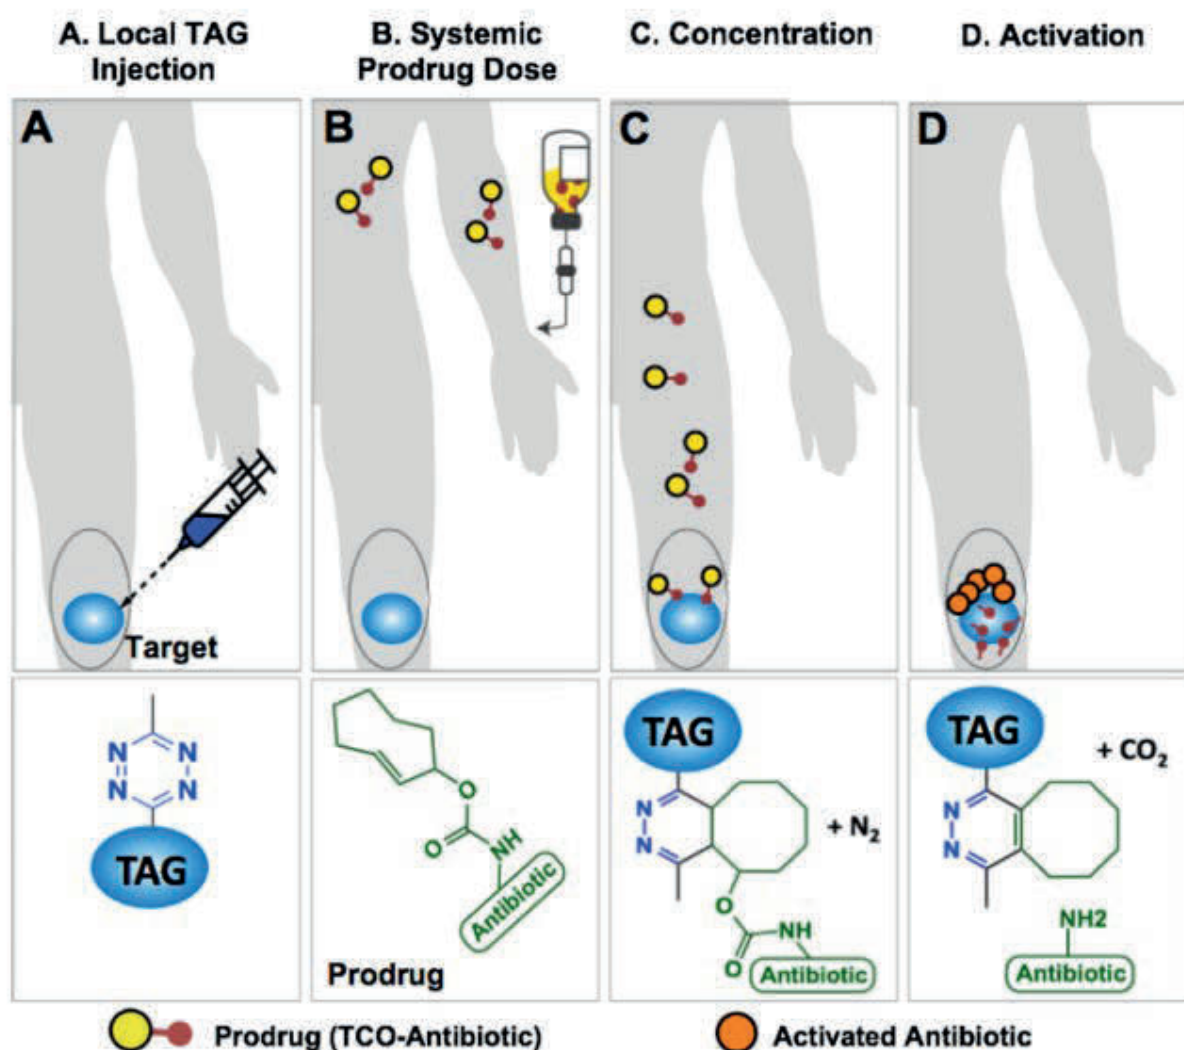 A. Local TAG
Injection
B. Systemic
Prodrug Dose
C. Concentration
D. Activation
A
B
C
D
Target
N
N
N
N
TAG
O
O
NH
Antibiotic
Prodrug
TAG
N
N
+ N₂
O
NH
O
Antibiotic
TAG
+ CO₂
N
N
NH2
Antibiotic
Prodrug (TCO-Antibiotic)
Activated Antibiotic